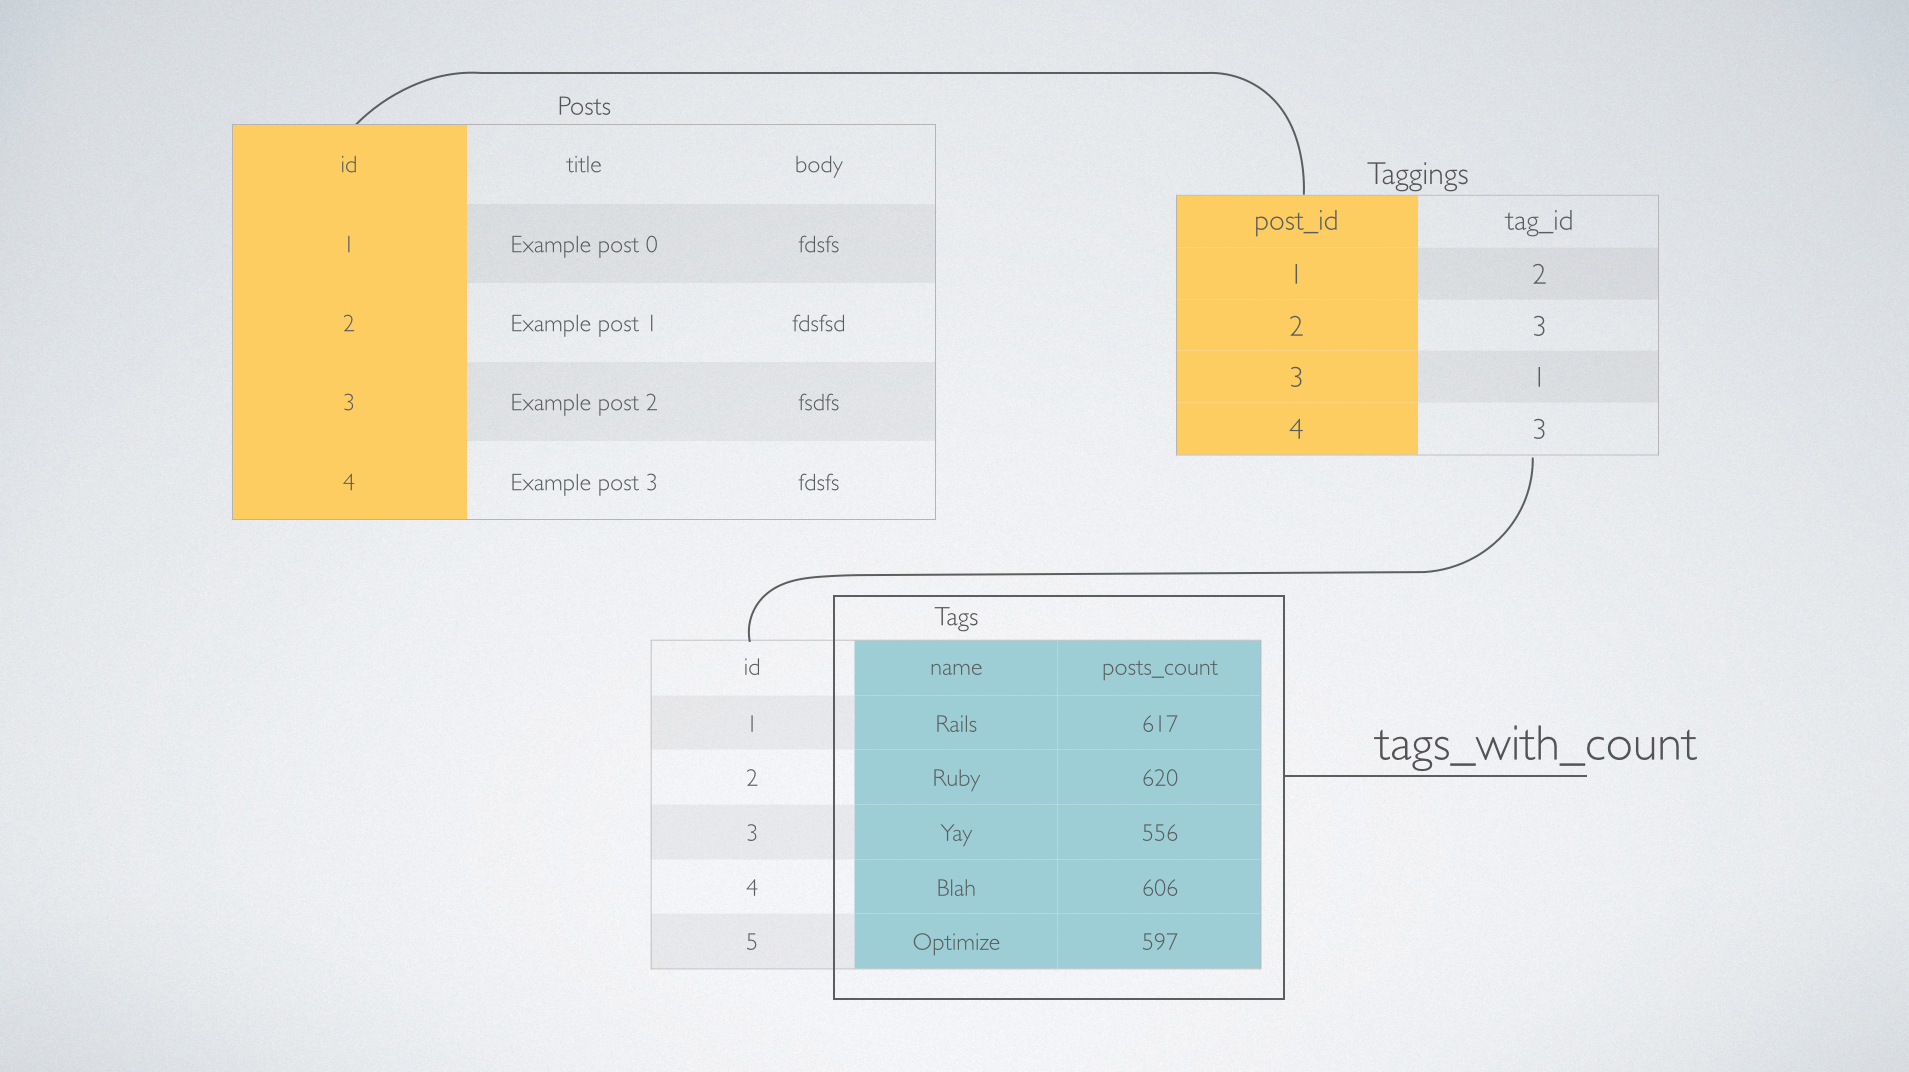 Posts
id title body
1 Example post 0 fdsfs
2 Example post 1 fdsfsd
3 Example post 2 fsdfs
4 Example post 3 fdsfs
Taggings
post_id tag_id
1 2
2 3
3 1
4 3
Tags
id name posts_count
1 Rails 617
2 Ruby 620
3 Yay 556
4 Blah 606
5 Optimize 597
tags_with_count